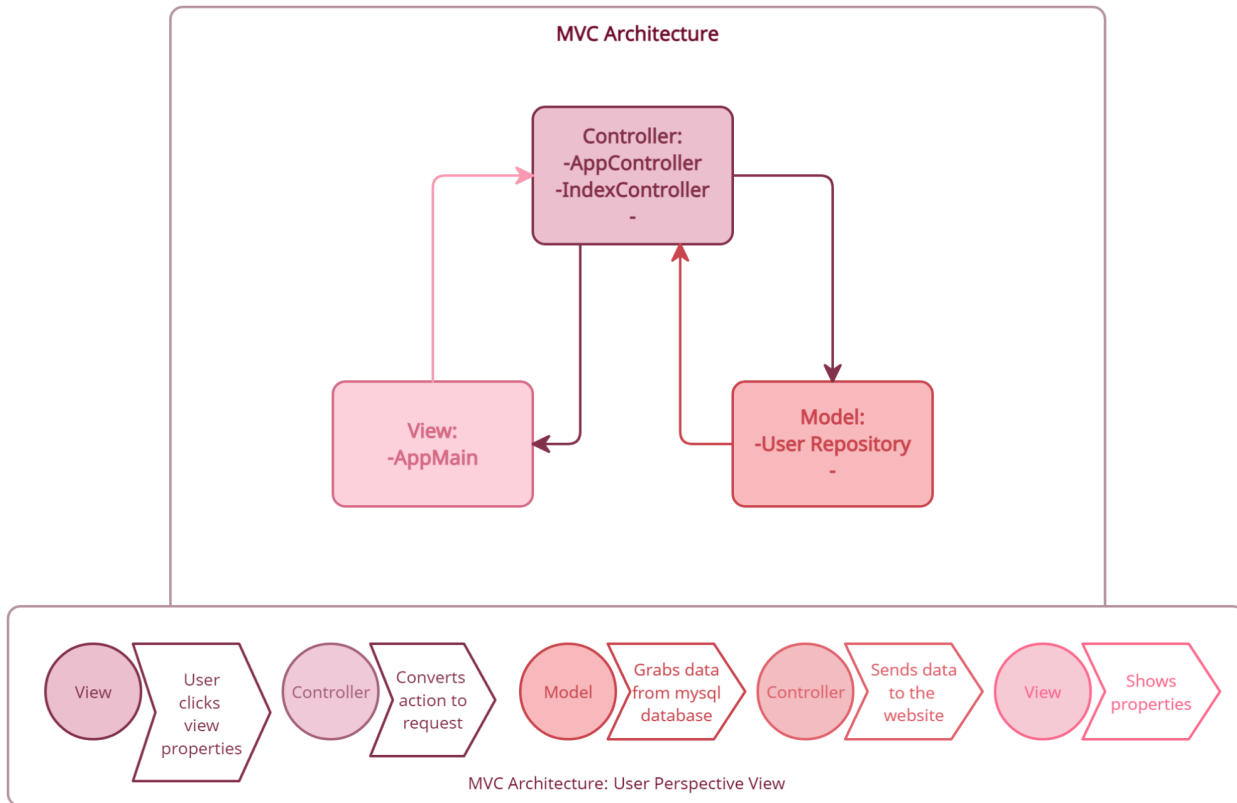 MVC Architecture
Controller:
-AppController
-IndexController
-
View:
-AppMain
Model:
-User Repository
-
View
User
clicks
view
properties
Controller
Converts
action to
request
Model
Grabs data
from mysql
database
Controller
Sends data
to the
website
View
Shows
properties
MVC Architecture: User Perspective View